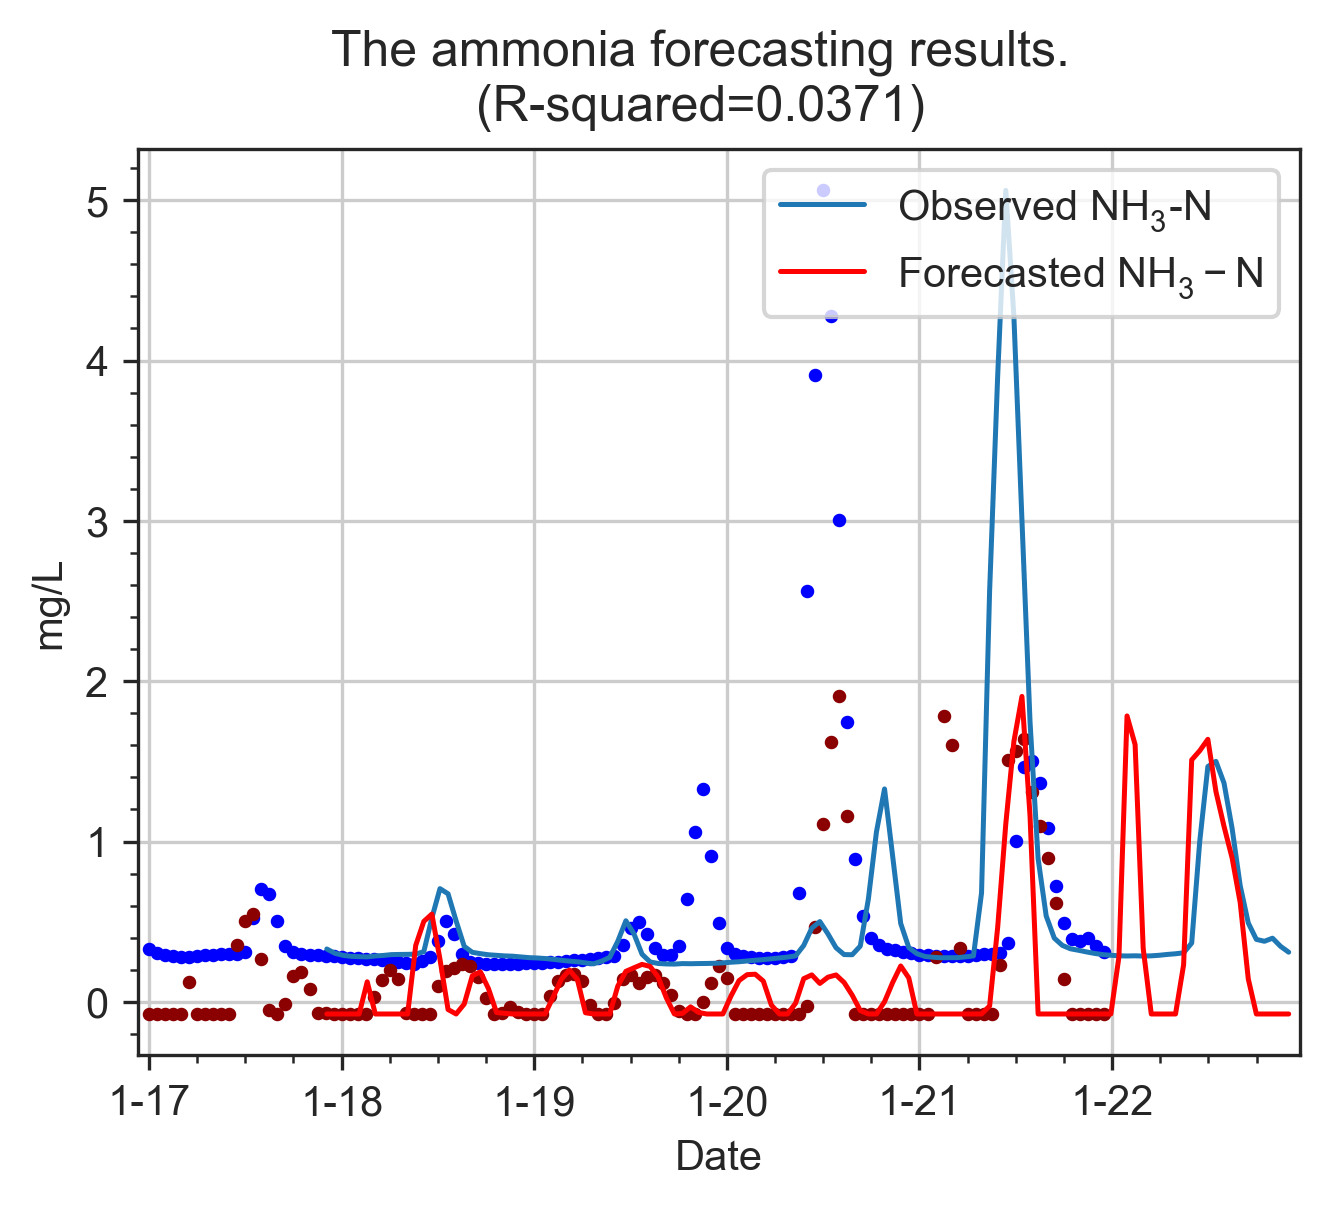 The ammonia forecasting results.
(R-squared=0.0371)
Observed NH₃-N
Forecasted NH₃ − N
5
4
3
2
1
0
mg/L
1-17 1-18 1-19 1-20 1-21 1-22
Date